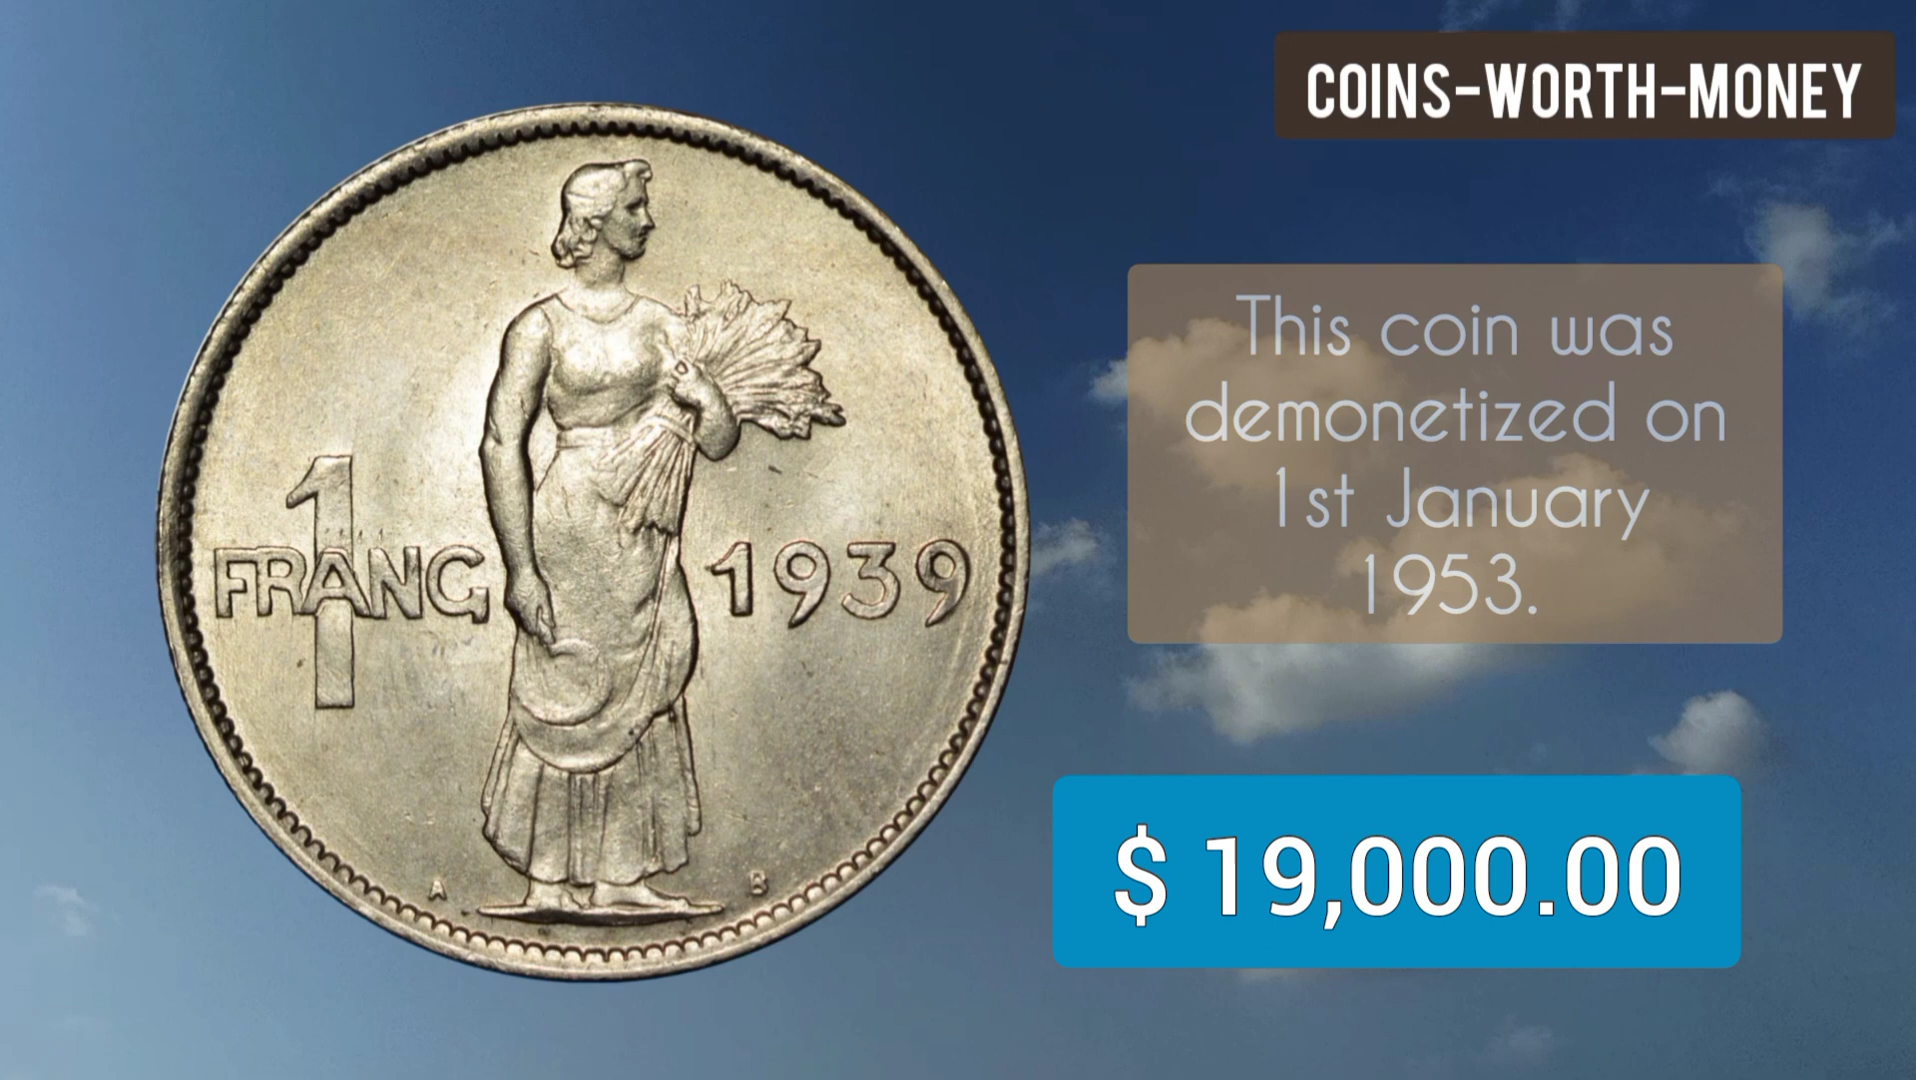 COINS-WORTH-MONEY
This coin was
demonetized on
1st January
1953.
1
FRANG 1939
A B
$ 19,000.00